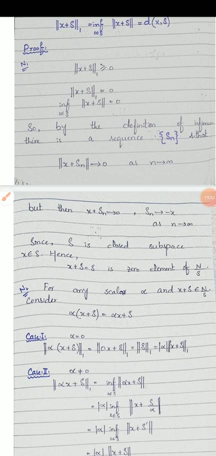 ||x+S||₁ = inf ||x+s|| = d(x,S)
s∈S
Proof:
N₁:
||x+S||₁ ≥ 0
||x+S||₁ = 0
inf ||x+s|| = 0
s∈S
So, by the definition of infimum
there is a sequence {Sn} s.that
||x+Sn|| → 0 as n→∞
but then x+Sn→0, Sn→-x
as n→∞
Since, S is closed subspace
x∈S. Hence,
x+S=S is zero element of N/S
N₂: For any scalar α and x+S∈N/S
Consider
α(x+S) = αx+S
Case I: α=0
||α(x+S)||₁ = ||0x+S||₁ = ||S||₁ = |α| ||x+S||₁
Case II: α≠0
||αx+S||₁ = inf ||αx+s||
s∈S
= |α| inf ||x + s/α||
s∈S
= |α| inf ||x+s'||
= |α| ||x+S||